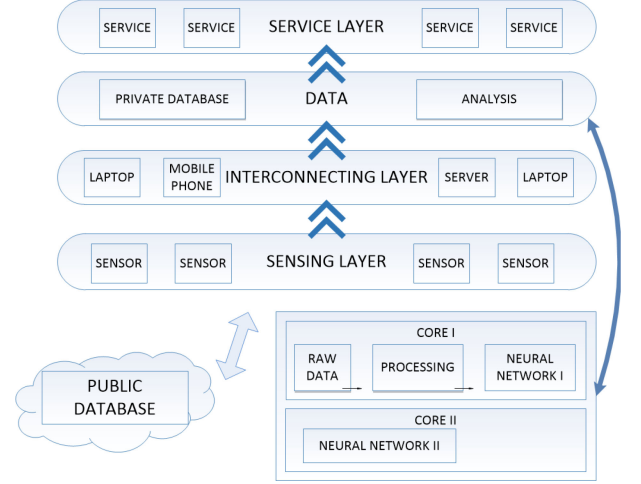 SERVICE SERVICE SERVICE LAYER SERVICE SERVICE
PRIVATE DATABASE DATA ANALYSIS
LAPTOP MOBILE PHONE INTERCONNECTING LAYER SERVER LAPTOP
SENSOR SENSOR SENSING LAYER SENSOR SENSOR
PUBLIC
DATABASE
CORE I
RAW
DATA
PROCESSING
NEURAL
NETWORK I
CORE II
NEURAL NETWORK II